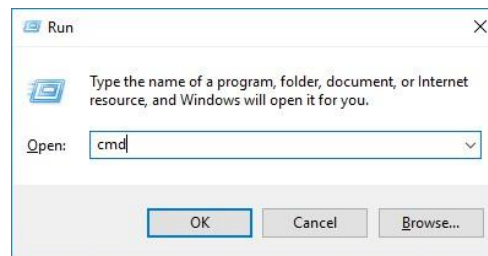 Run
Type the name of a program, folder, document, or Internet
resource, and Windows will open it for you.
Open: cmd
OK Cancel Browse...